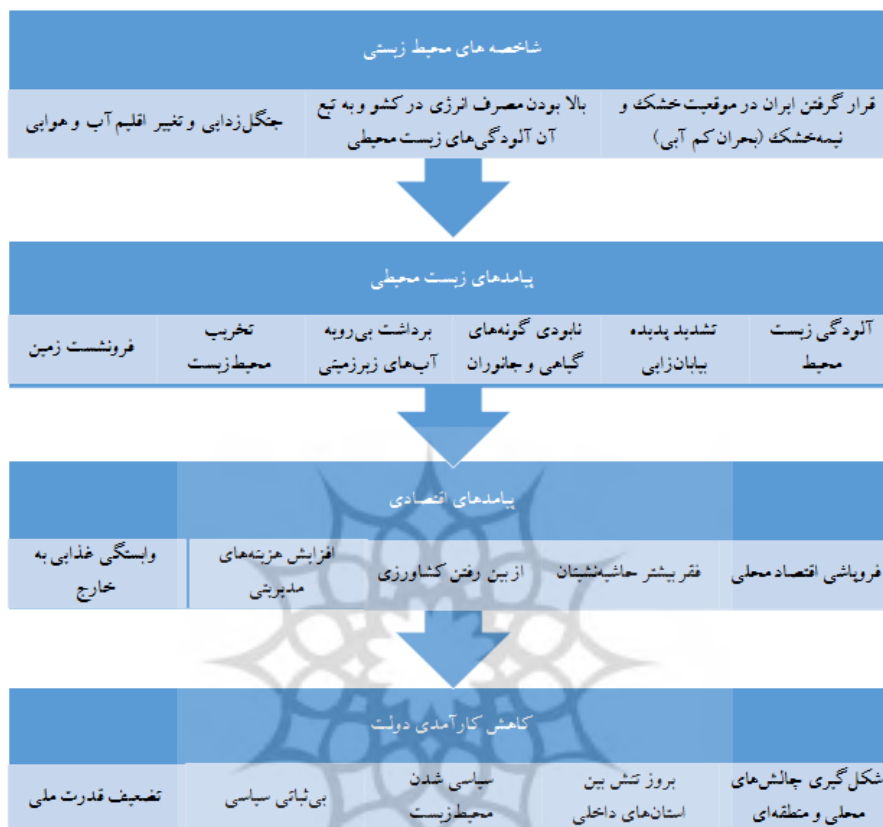 شاخصه های محیط زیستی
قرار گرفتن ایران در موقعیت خشک و
نیمه‌خشک (بحران کم آبی)
بالا بودن مصرف انرژی در کشو و به تبع
آن آلودگی‌های زیست محیطی
جنگل‌زدایی و تغییر اقلیم آب و هوایی
پیامدهای زیست محیطی
آلودگی زیست
محیط
تشدید پدیده
بیابان‌زایی
نابودی گونه‌های
گیاهی و جانوران
برداشت بی‌رویه
آب‌های زیرزمینی
تخریب
محیط‌زیست
فرونشست زمین
پیامدهای اقتصادی
فروپاشی اقتصاد محلی
فقر بیشتر حاشیه‌نشینان
از بین رفتن کشاورزی
افزایش هزینه‌های
مدیریتی
وابستگی غذایی به
خارج
کاهش کارآمدی دولت
شکل‌گیری چالش‌های
محلی و منطقه‌ای
بروز تنش بین
استان‌های داخلی
سیاسی شدن
محیط‌زیست
بی‌ثباتی سیاسی
تضعیف قدرت ملی